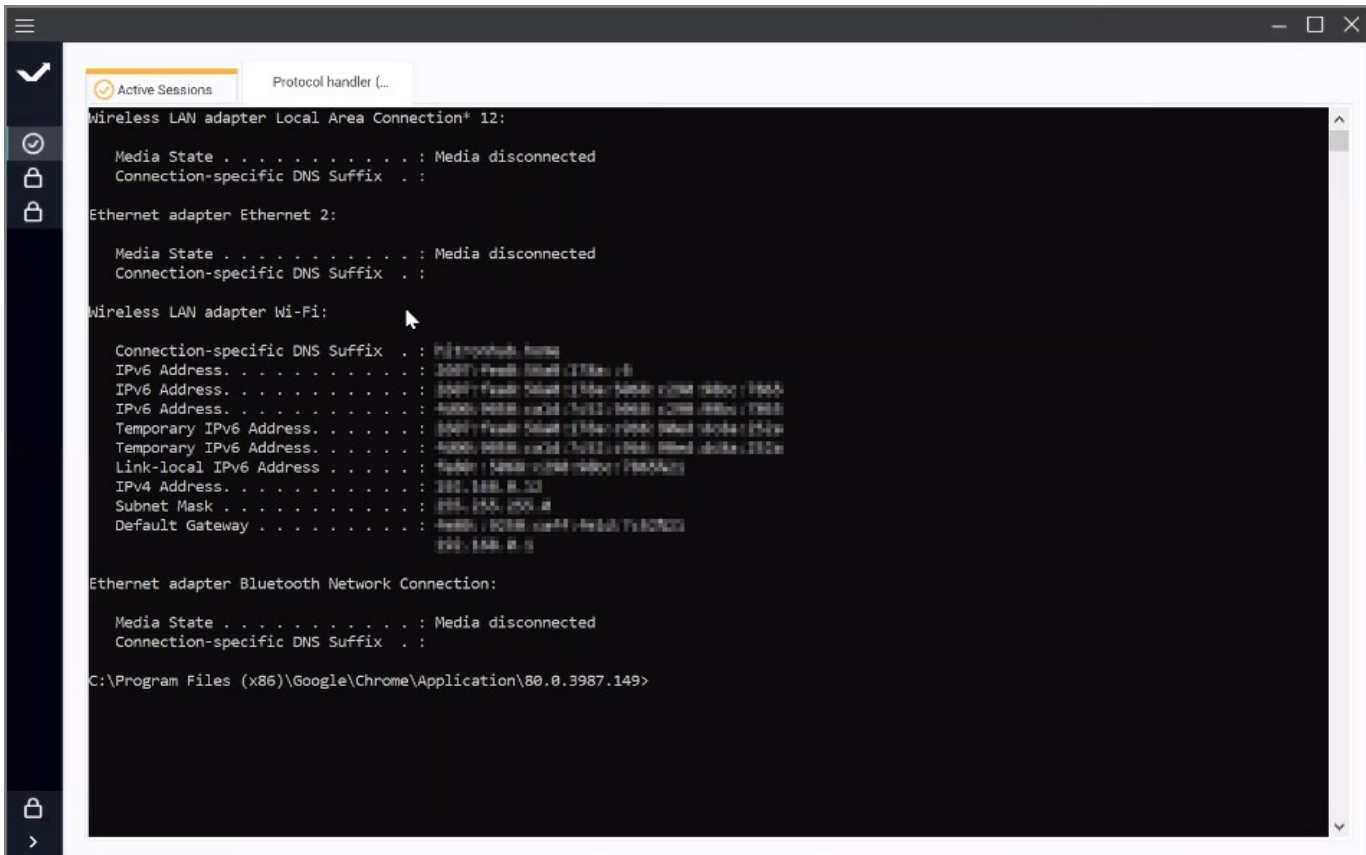 Active Sessions
Protocol handler (...
Wireless LAN adapter Local Area Connection* 12:
Media State . . . . . . . . . . . : Media disconnected
Connection-specific DNS Suffix . :
Ethernet adapter Ethernet 2:
Media State . . . . . . . . . . . : Media disconnected
Connection-specific DNS Suffix . :
Wireless LAN adapter Wi-Fi:
Connection-specific DNS Suffix . :
IPv6 Address. . . . . . . . . . . :
IPv6 Address. . . . . . . . . . . :
IPv6 Address. . . . . . . . . . . :
Temporary IPv6 Address. . . . . . :
Temporary IPv6 Address. . . . . . :
Link-local IPv6 Address . . . . . :
IPv4 Address. . . . . . . . . . . :
Subnet Mask . . . . . . . . . . . :
Default Gateway . . . . . . . . . :
Ethernet adapter Bluetooth Network Connection:
Media State . . . . . . . . . . . : Media disconnected
Connection-specific DNS Suffix . :
C:\Program Files (x86)\Google\Chrome\Application\80.0.3987.149>